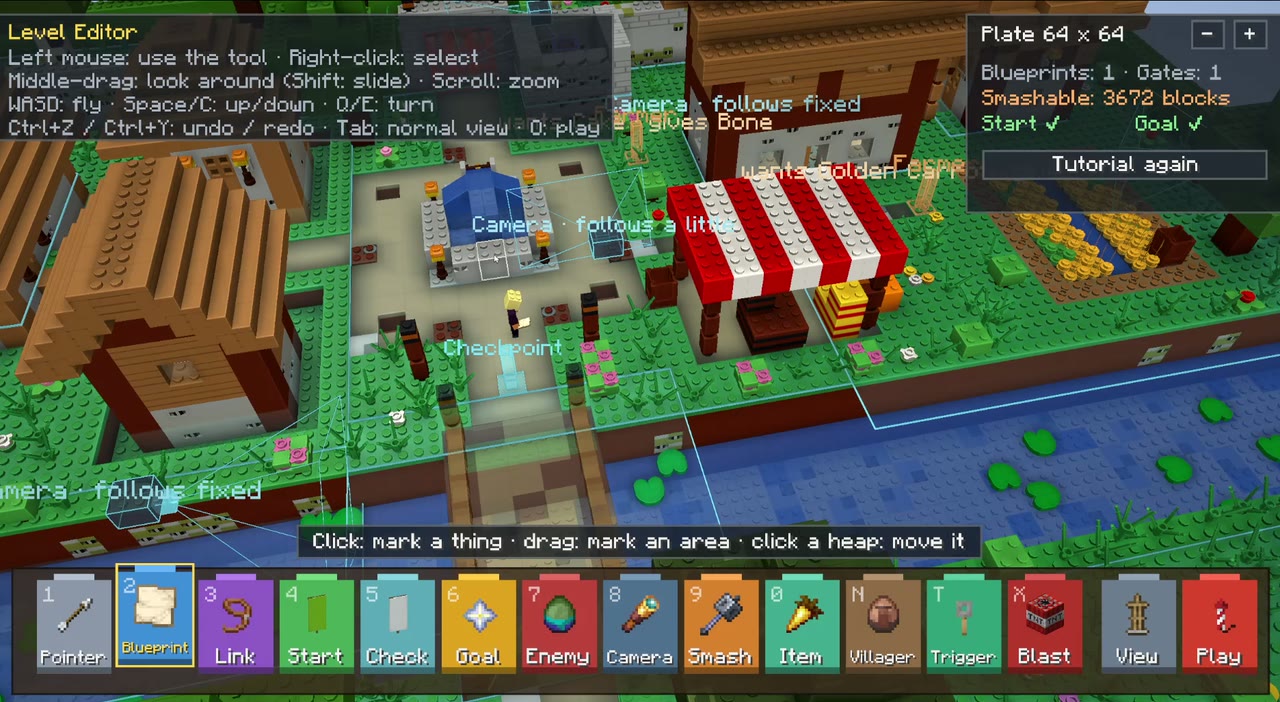 Level Editor
Left mouse: use the tool · Right-click: select
Middle-drag: look around (Shift: slide) · Scroll: zoom
WASD: fly · Space/C: up/down · Q/E: turn
Ctrl+Z / Ctrl+Y: undo / redo · Tab: normal view · O: play
Plate 64 x 64
- +
Blueprints: 1 · Gates: 1
Smashable: 3672 blocks
Start ✓ Goal ✓
Tutorial again
Camera · follows fixed
wants Cake gives Bone
Farmer
wants Golden Carro
Camera · follows a little
Checkpoint
amera · follows fixed
Click: mark a thing · drag: mark an area · click a heap: move it
1 Pointer
2 Blueprint
3 Link
4 Start
5 Check
6 Goal
7 Enemy
8 Camera
9 Smash
0 Item
N Villager
T Trigger
X Blast
TNT
View
Play